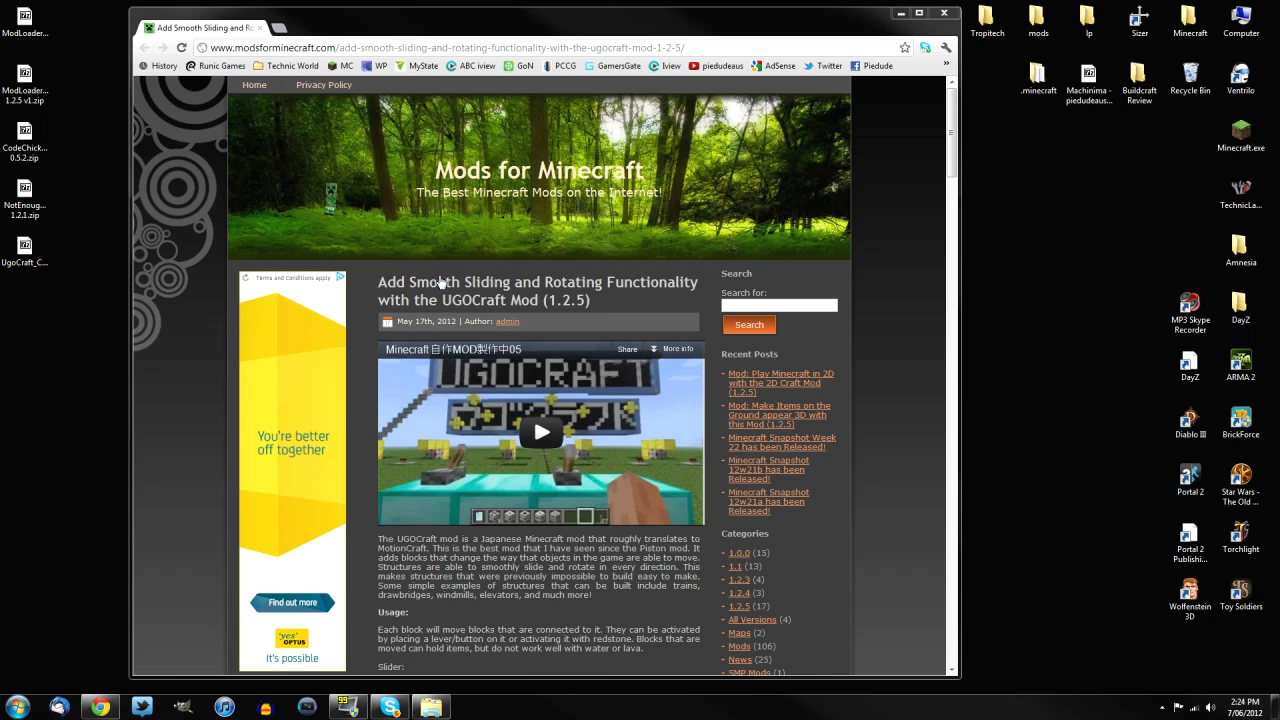 ModLoader...
ModLoader...
1.2.5 v1.zip
CodeChick...
0.5.2.zip
NotEnoug...
1.2.1.zip
UgoCraft_C...
Add Smooth Sliding and Ro
www.modsforminecraft.com/add-smooth-sliding-and-rotating-functionality-with-the-ugocraft-mod-1-2-5/
History
Runic Games
Technic World
MC
WP
MyState
ABC iview
GoN
PCCG
GamersGate
Iview
piedudeaus
AdSense
Twitter
Piedude
»
Home
Privacy Policy
Mods for Minecraft
The Best Minecraft Mods on the Internet!
Terms and Conditions apply
You're better
off together
Find out more
'yes'
OPTUS
It's possible
Add Smooth Sliding and Rotating Functionality
with the UGOCraft Mod (1.2.5)
May 17th, 2012 | Author: admin
Minecraft 自作MOD製作中05
Share
More info
UGOCRAFT
The UGOCraft mod is a Japanese Minecraft mod that roughly translates to
MotionCraft. This is the best mod that I have seen since the Piston mod. It
adds blocks that change the way that objects in the game are able to move.
Structures are able to smoothly slide and rotate in every direction. This
makes structures that were previously impossible to build easy to make.
Some simple examples of structures that can be built include trains,
drawbridges, windmills, elevators, and much more!
Usage:
Each block will move blocks that are connected to it. They can be activated
by placing a lever/button on it or activating it with redstone. Blocks that are
moved can hold items, but do not work well with water or lava.
Slider:
Search
Search for:
Search
Recent Posts
Mod: Play Minecraft in 2D
with the 2D Craft Mod
(1.2.5)
Mod: Make Items on the
Ground appear 3D with
this Mod (1.2.5)
Minecraft Snapshot Week
22 has been Released!
Minecraft Snapshot
12w21b has been
Released!
Minecraft Snapshot
12w21a has been
Released!
Categories
1.0.0 (15)
1.1 (13)
1.2.3 (4)
1.2.4 (3)
1.2.5 (17)
All Versions (4)
Maps (2)
Mods (106)
News (25)
SMP Mods (1)
Tropitech
mods
lp
Sizer
Minecraft
Computer
.minecraft
Machinima -
piedudeaus...
Buildcraft
Review
Recycle Bin
Ventrilo
Minecraft.exe
TechnicLa...
Amnesia
MP3 Skype
Recorder
DayZ
DayZ
ARMA 2
Diablo III
BrickForce
Portal 2
Star Wars -
The Old ...
Portal 2
Publishi...
Torchlight
Wolfenstein
3D
Toy Soldiers
99
2:24 PM
7/06/2012